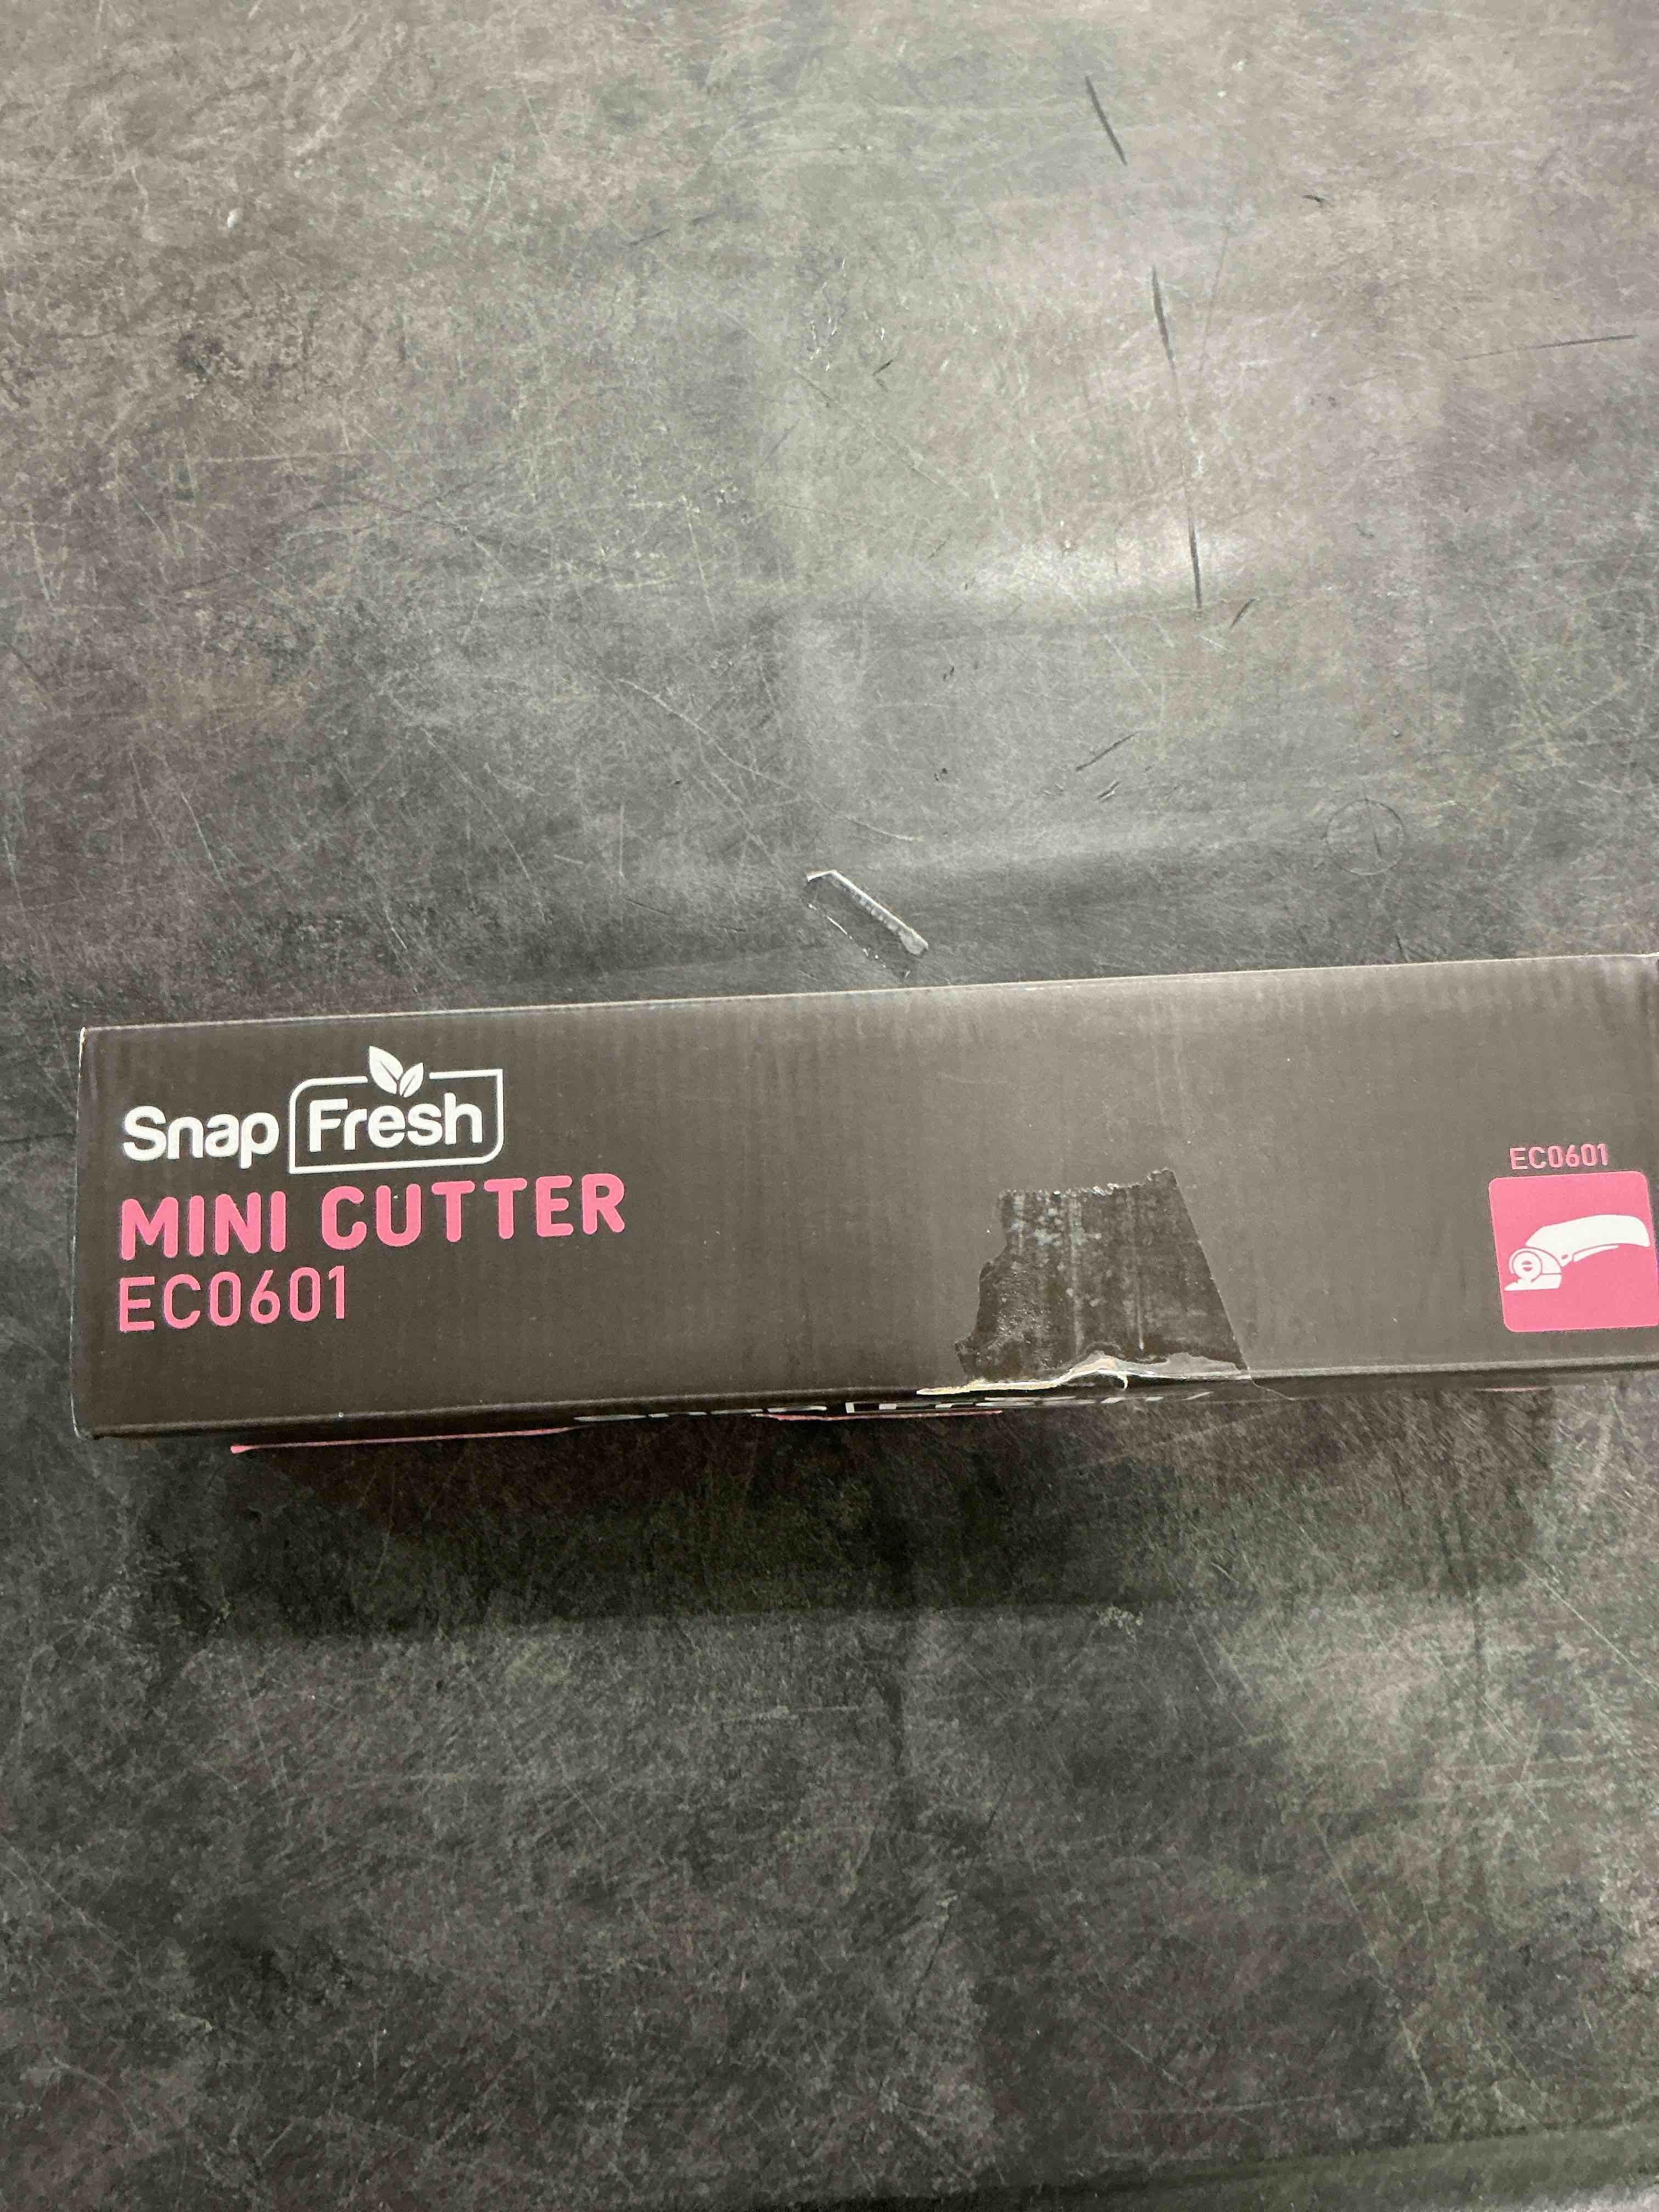 Snap Fresh
MINI CUTTER
EC0601
EC0601